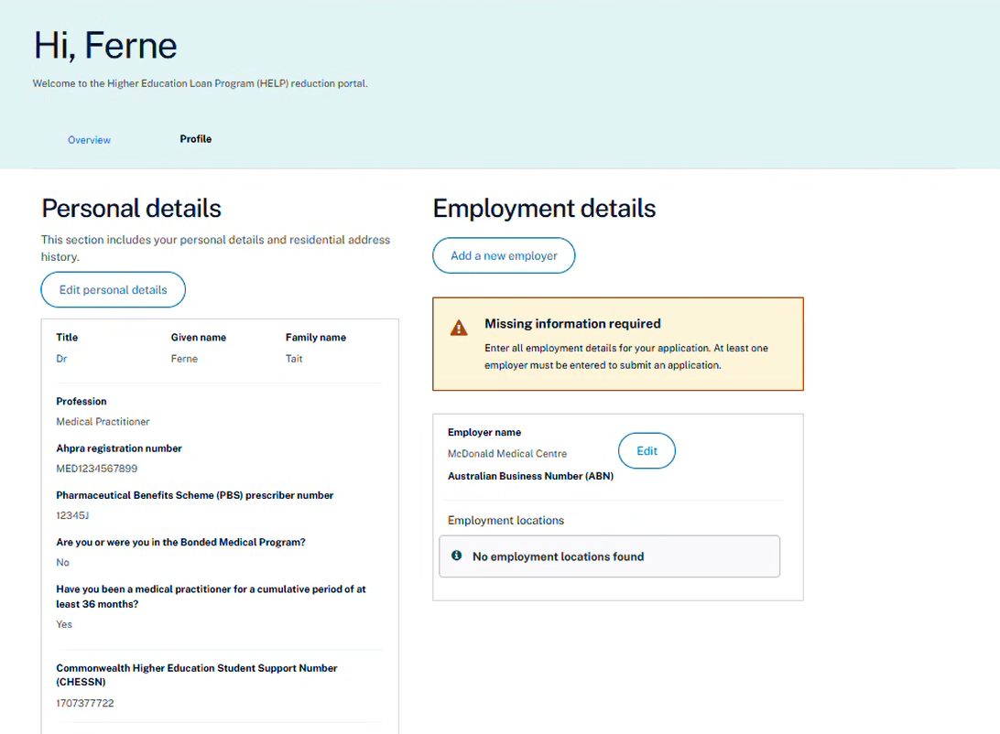 Hi, Ferne
Welcome to the Higher Education Loan Program (HELP) reduction portal.
Overview
Profile
Personal details
This section includes your personal details and residential address
history.
Edit personal details
Title
Given name
Family name
Dr
Ferne
Tait
Profession
Medical Practitioner
Ahpra registration number
MED1234567899
Pharmaceutical Benefits Scheme (PBS) prescriber number
12345J
Are you or were you in the Bonded Medical Program?
No
Have you been a medical practitioner for a cumulative period of at
least 36 months?
Yes
Commonwealth Higher Education Student Support Number
(CHESSN)
1707377722
Employment details
Add a new employer
Missing information required
Enter all employment details for your application. At least one
employer must be entered to submit an application.
Employer name
McDonald Medical Centre
Edit
Australian Business Number (ABN)
Employment locations
No employment locations found